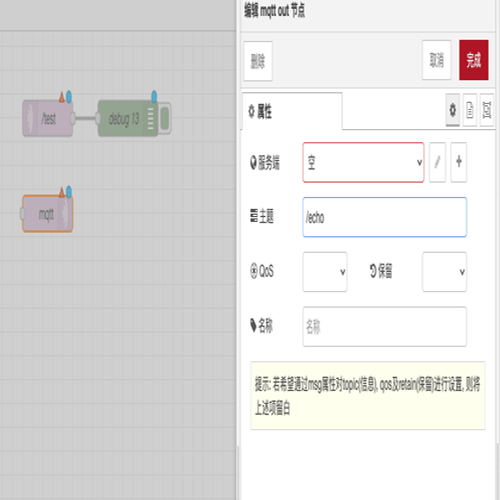 编辑 mqtt out 节点
删除
取消
完成
属性
/test
debug 13
服务端
空
mqtt
主题
/echo
QoS
保留
名称
名称
提示: 若希望通过msg属性对topic(信息), qos及retain(保留)进行设置, 则将
上述项留白